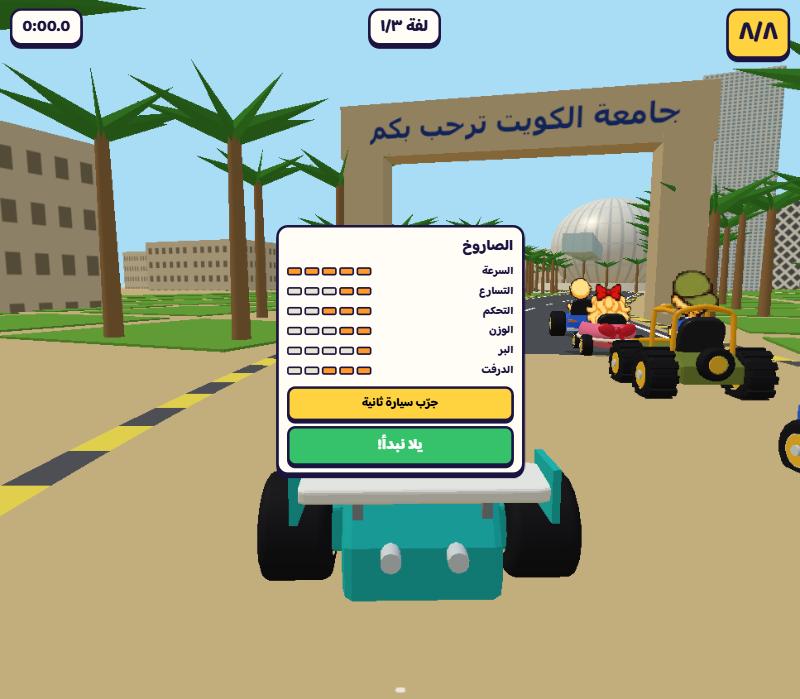 ٨/٨
لفة ١/٣
0:00.0
جامعة الكويت ترحب بكم
الصاروخ
السرعة
التسارع
التحكم
الوزن
البر
الدرفت
جرّب سيارة ثانية
يلا نبدأ!